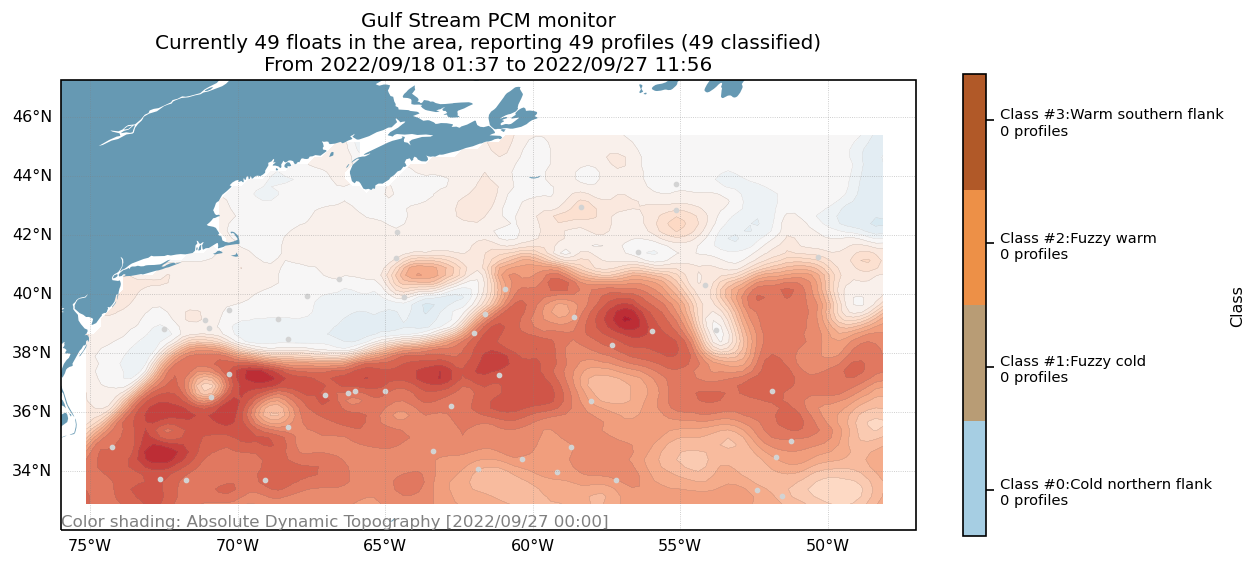 Gulf Stream PCM monitor
Currently 49 floats in the area, reporting 49 profiles (49 classified)
From 2022/09/18 01:37 to 2022/09/27 11:56
46°N
44°N
42°N
40°N
38°N
36°N
34°N
75°W
70°W
65°W
60°W
55°W
50°W
Color shading: Absolute Dynamic Topography [2022/09/27 00:00]
Class #3:Warm southern flank
0 profiles
Class #2:Fuzzy warm
0 profiles
Class #1:Fuzzy cold
0 profiles
Class #0:Cold northern flank
0 profiles
Class